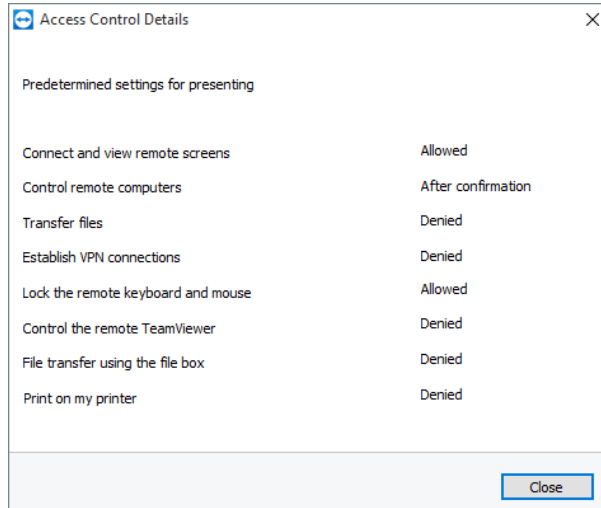 Access Control Details
Predetermined settings for presenting
Connect and view remote screens Allowed
Control remote computers After confirmation
Transfer files Denied
Establish VPN connections Denied
Lock the remote keyboard and mouse Allowed
Control the remote TeamViewer Denied
File transfer using the file box Denied
Print on my printer Denied
Close